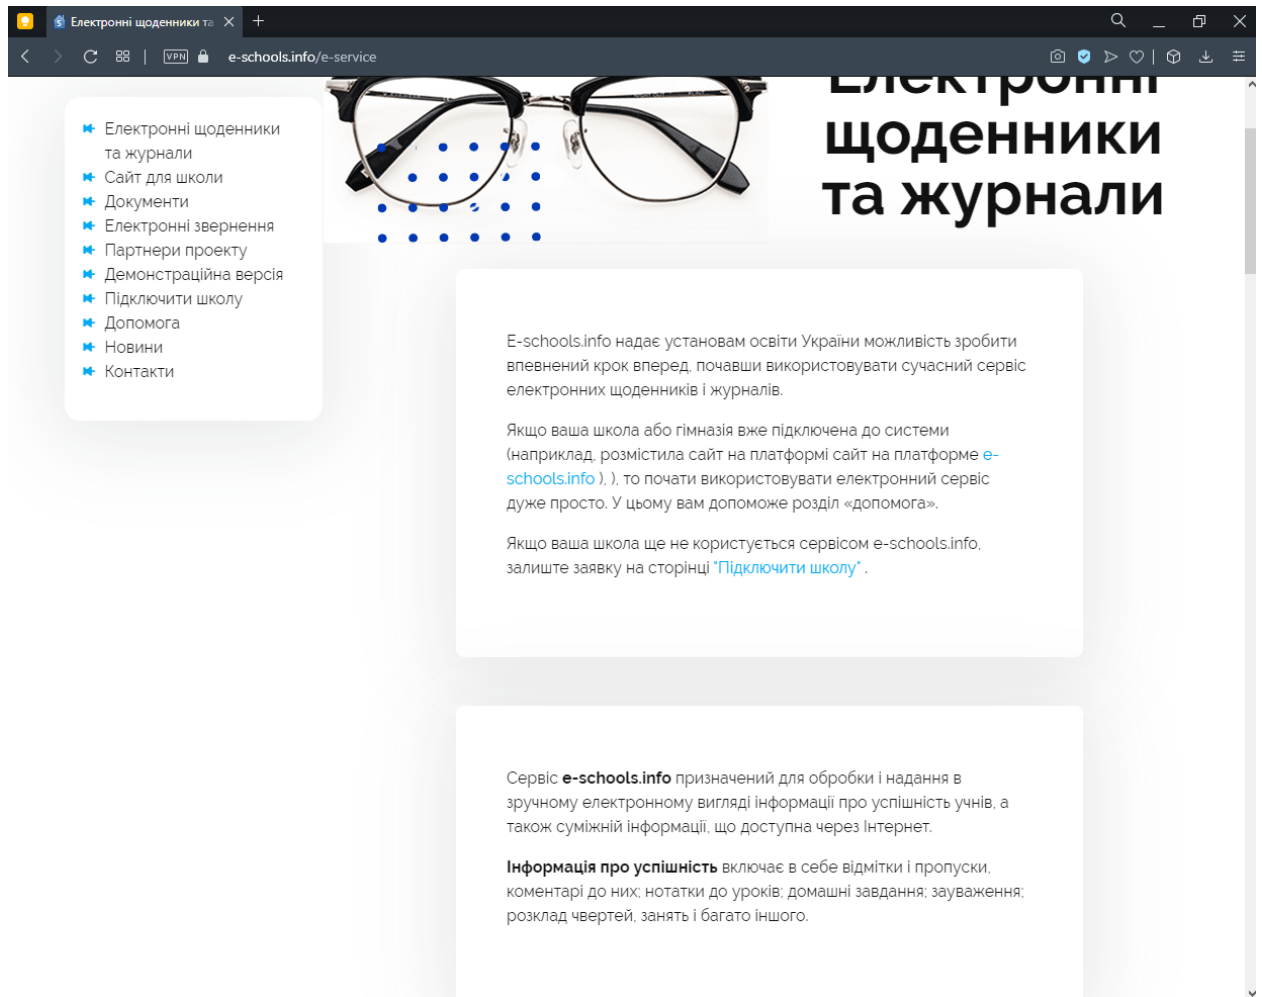 Електронні щоденники та
VPN
e-schools.info/e-service
Електронні щоденники
та журнали
Сайт для школи
Документи
Електронні звернення
Партнери проекту
Демонстраційна версія
Підключити школу
Допомога
Новини
Контакти
Електронні
щоденники
та журнали
E-schools.info надає установам освіти України можливість зробити
впевнений крок вперед, почавши використовувати сучасний сервіс
електронних щоденників і журналів.
Якщо ваша школа або гімназія вже підключена до системи
(наприклад, розмістила сайт на платформі сайт на платформе e-
schools.info ), ), то почати використовувати електронний сервіс
дуже просто. У цьому вам допоможе розділ «допомога».
Якщо ваша школа ще не користується сервісом e-schools.info,
залиште заявку на сторінці "Підключити школу" .
Сервіс e-schools.info призначений для обробки і надання в
зручному електронному вигляді інформації про успішність учнів, а
також суміжній інформації, що доступна через Інтернет.
Інформація про успішність включає в себе відмітки і пропуски,
коментарі до них; нотатки до уроків; домашні завдання; зауваження;
розклад чвертей, занять і багато іншого.